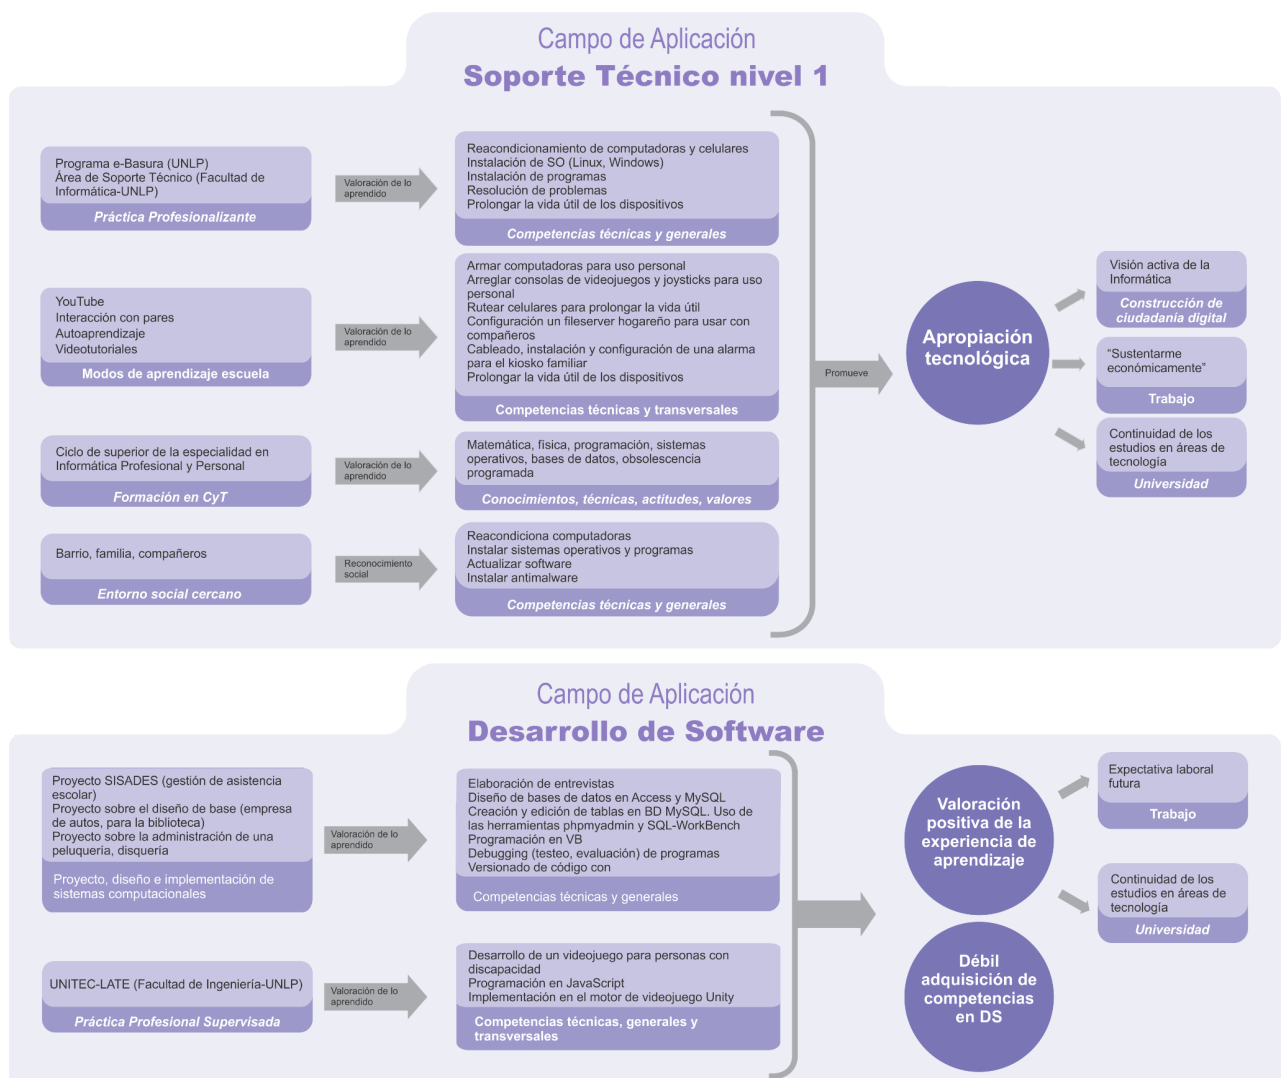 Campo de Aplicación
Soporte Técnico nivel 1
Programa e-Basura (UNLP)
Área de Soporte Técnico (Facultad de
Informática-UNLP)
Práctica Profesionalizante
Valoración de lo
aprendido
Reacondicionamiento de computadoras y celulares
Instalación de SO (Linux, Windows)
Instalación de programas
Resolución de problemas
Prolongar la vida útil de los dispositivos
Competencias técnicas y generales
YouTube
Interacción con pares
Autoaprendizaje
Videotutoriales
Modos de aprendizaje escuela
Valoración de lo
aprendido
Armar computadoras para uso personal
Arreglar consolas de videojuegos y joysticks para uso
personal
Rutear celulares para prolongar la vida útil
Configuración un fileserver hogareño para usar con
compañeros
Cableado, instalación y configuración de una alarma
para el kiosko familiar
Prolongar la vida útil de los dispositivos
Competencias técnicas y transversales
Ciclo de superior de la especialidad en
Informática Profesional y Personal
Formación en CyT
Valoración de lo
aprendido
Matemática, física, programación, sistemas
operativos, bases de datos, obsolescencia
programada
Conocimientos, técnicas, actitudes, valores
Barrio, familia, compañeros
Entorno social cercano
Reconocimiento
social
Reacondiciona computadoras
Instalar sistemas operativos y programas
Actualizar software
Instalar antimalware
Competencias técnicas y generales
Promueve
Apropiación
tecnológica
Visión activa de la
Informática
Construcción de
ciudadanía digital
“Sustentarme
económicamente”
Trabajo
Continuidad de los
estudios en áreas de
tecnología
Universidad
Campo de Aplicación
Desarrollo de Software
Proyecto SISADES (gestión de asistencia
escolar)
Proyecto sobre el diseño de base (empresa
de autos, para la biblioteca)
Proyecto sobre la administración de una
peluquería, disquería
Proyecto, diseño e implementación de
sistemas computacionales
Valoración de lo
aprendido
Elaboración de entrevistas
Diseño de bases de datos en Access y MySQL
Creación y edición de tablas en BD MySQL. Uso de
las herramientas phpmyadmin y SQL-WorkBench
Programación en VB
Debugging (testeo, evaluación) de programas
Versionado de código con
Competencias técnicas y generales
UNITEC-LATE (Facultad de Ingeniería-UNLP)
Práctica Profesional Supervisada
Valoración de lo
aprendido
Desarrollo de un videojuego para personas con
discapacidad
Programación en JavaScript
Implementación en el motor de videojuego Unity
Competencias técnicas, generales y
transversales
Valoración
positiva de la
experiencia de
aprendizaje
Débil
adquisición de
competencias
en DS
Expectativa laboral
futura
Trabajo
Continuidad de los
estudios en áreas de
tecnología
Universidad